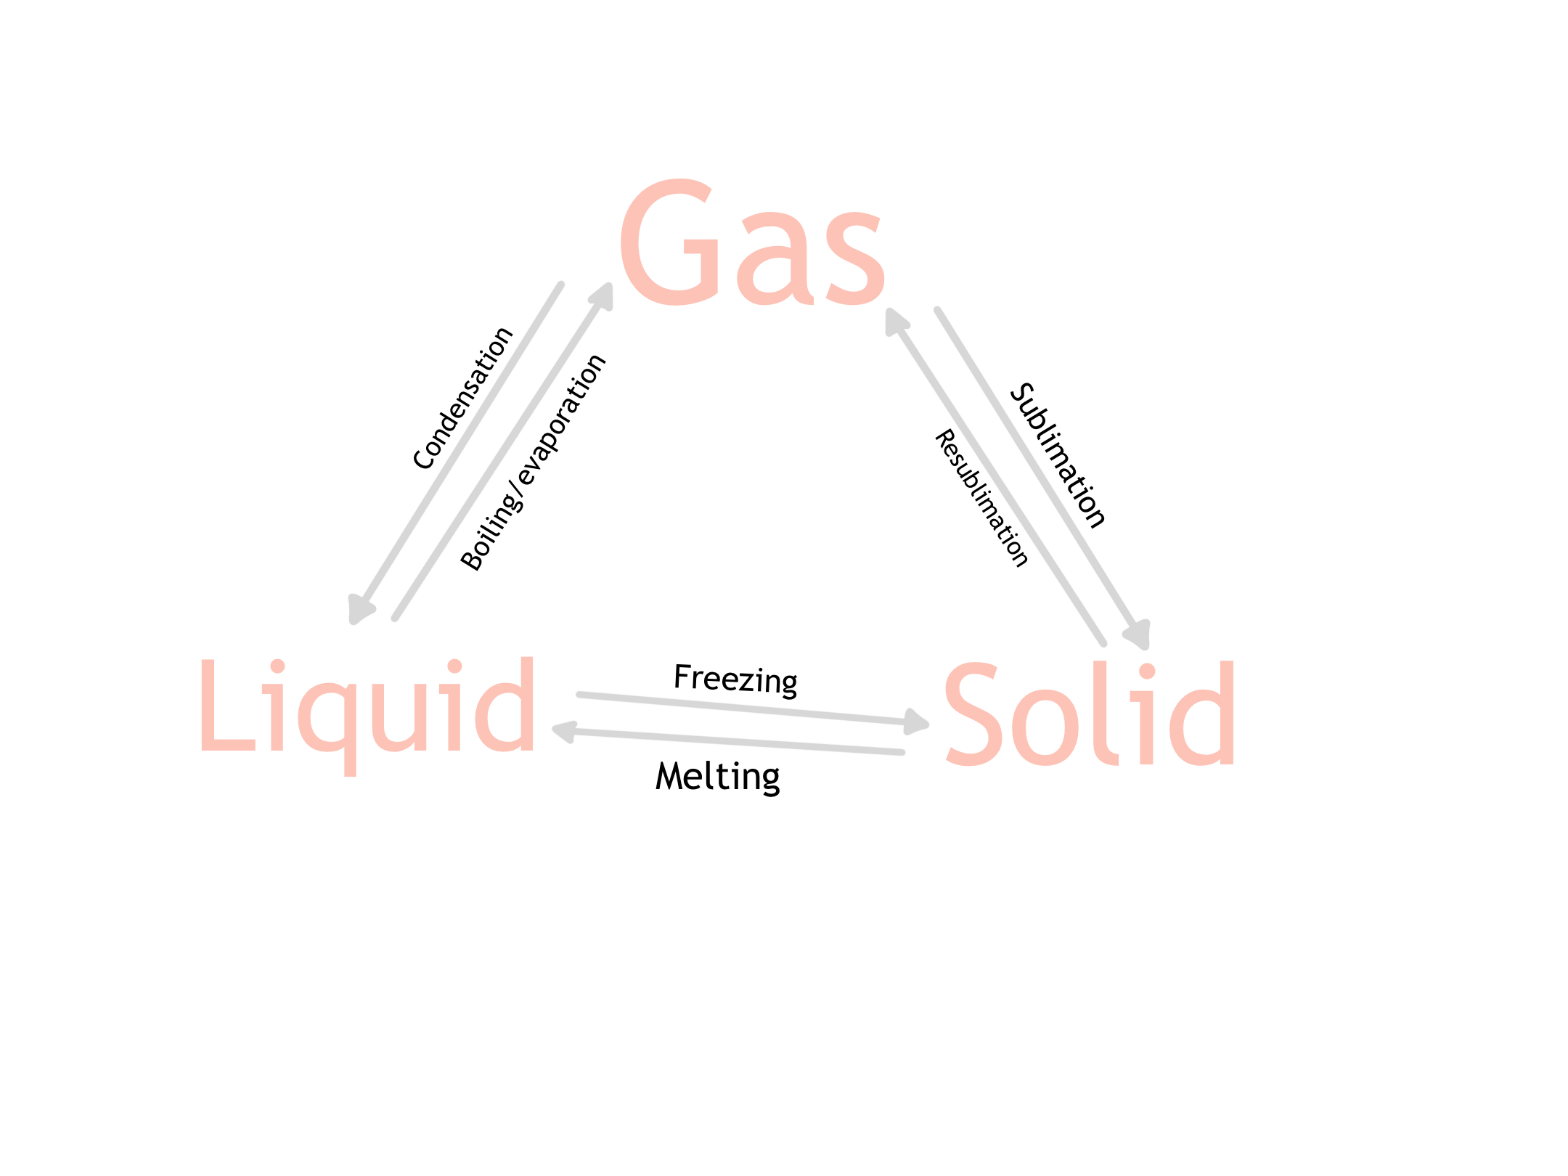 Gas
Condensation
Boiling/evaporation
Sublimation
Resublimation
Liquid
Freezing
Solid
Melting